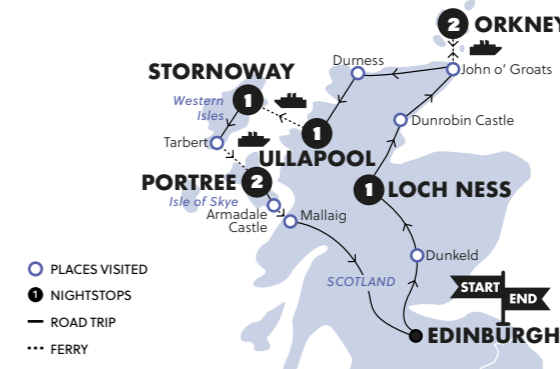 2 ORKNEY
Durness
John o' Groats
STORNOWAY
1
Western
Isles
Dunrobin Castle
Tarbert
1
ULLAPOOL
PORTREE 2
1 LOCH NESS
Isle of Skye
Armadale
Castle
Mallaig
Dunkeld
SCOTLAND
START
END
EDINBURGH
PLACES VISITED
1 NIGHTSTOPS
ROAD TRIP
FERRY